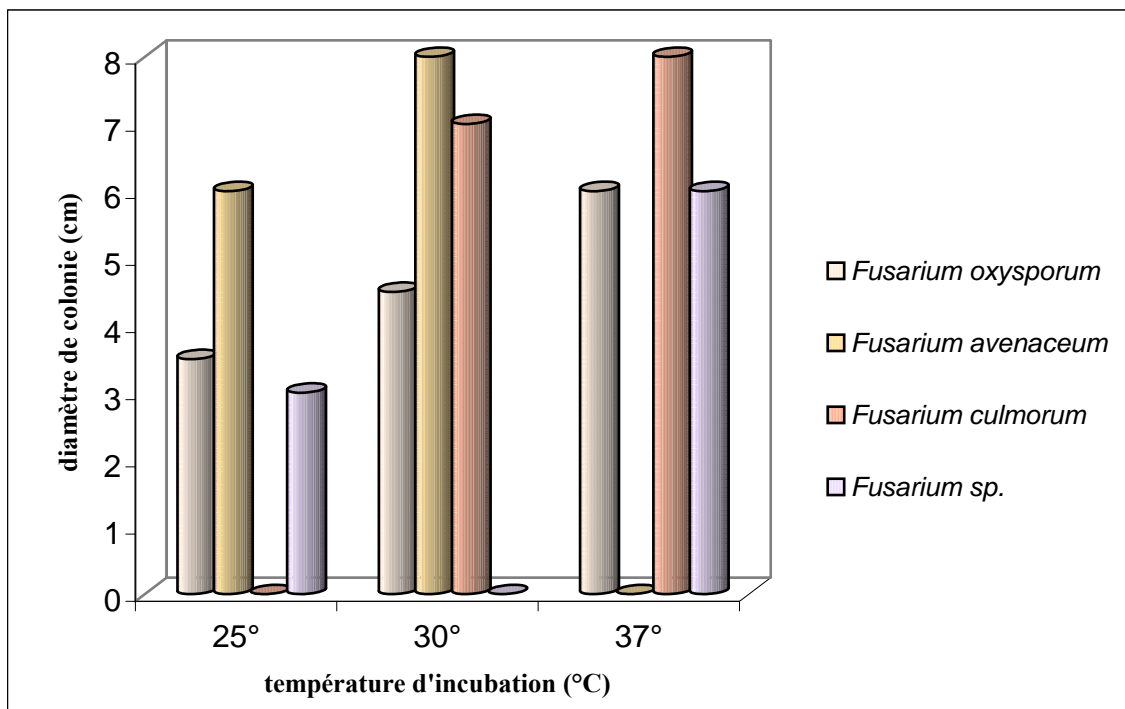 diamètre de colonie (cm)
8
7
6
5
4
3
2
1
0
25°
30°
37°
température d'incubation (°C)
Fusarium oxysporum
Fusarium avenaceum
Fusarium culmorum
Fusarium sp.